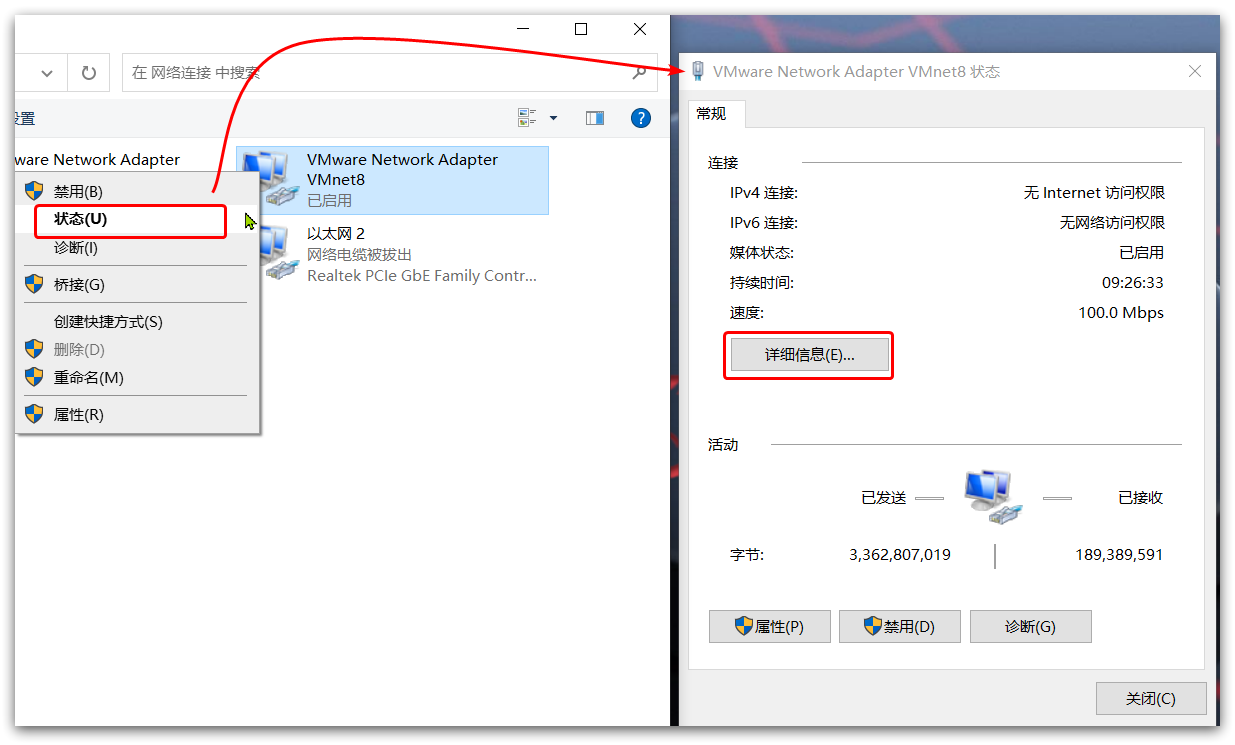 在 网络连接 中搜索
设置
ware Network Adapter
VMware Network Adapter
VMnet8
已启用
以太网 2
网络电缆被拔出
Realtek PCIe GbE Family Contr...
禁用(B)
状态(U)
诊断(I)
桥接(G)
创建快捷方式(S)
删除(D)
重命名(M)
属性(R)
VMware Network Adapter VMnet8 状态
常规
连接
IPv4 连接: 无 Internet 访问权限
IPv6 连接: 无网络访问权限
媒体状态: 已启用
持续时间: 09:26:33
速度: 100.0 Mbps
详细信息(E)...
活动
已发送 已接收
字节: 3,362,807,019 189,389,591
属性(P) 禁用(D) 诊断(G)
关闭(C)